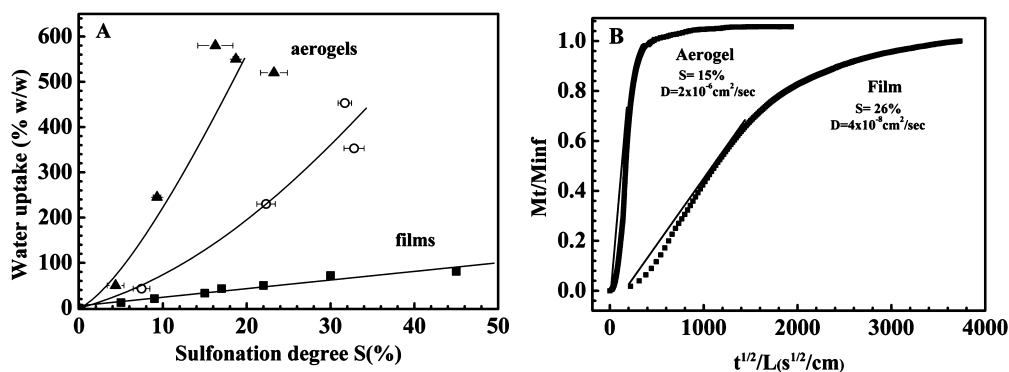 A
aerogels
films
Water uptake (% w/w)
600
500
400
300
200
100
0
0 10 20 30 40 50
Sulfonation degree S(%)
B
Aerogel
S= 15%
D=2x10⁻⁶cm²/sec
Film
S= 26%
D=4x10⁻⁸cm²/sec
Mt/Minf
1.0
0.8
0.6
0.4
0.2
0.0
0 1000 2000 3000 4000
t^1/2/L(s^1/2/cm)